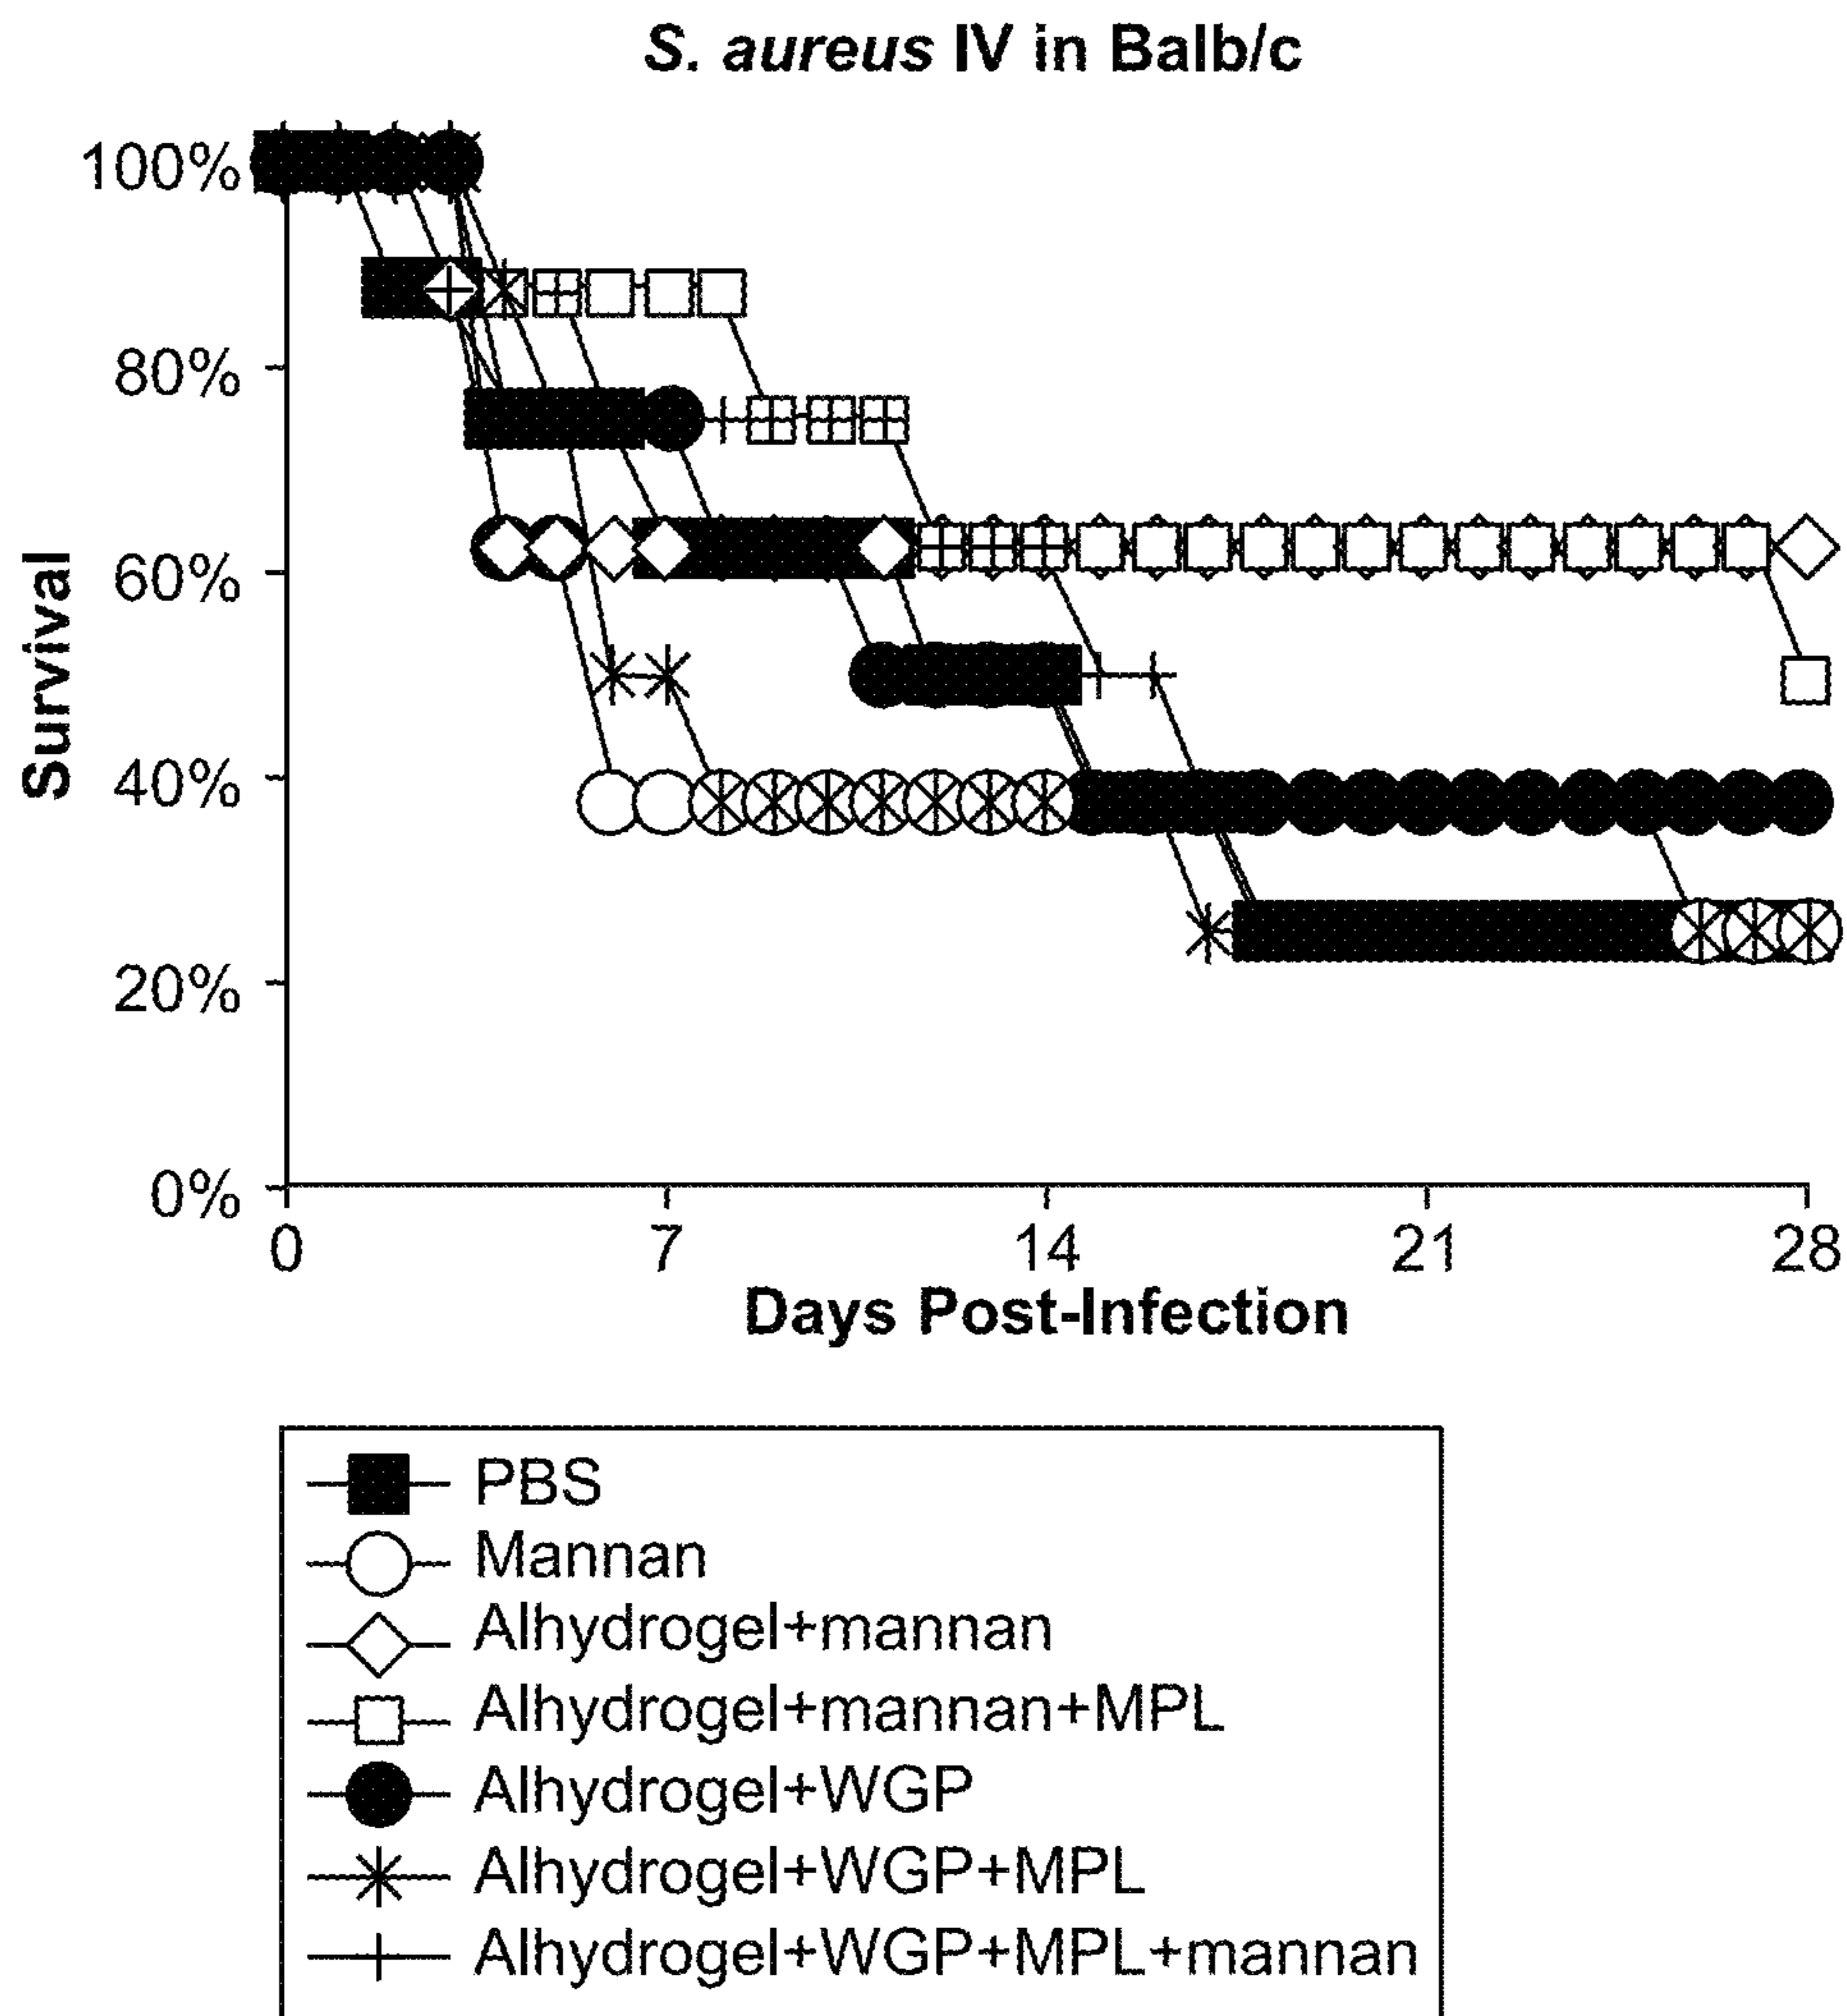 S. aureus IV in Balb/c
100%
80%
60%
40%
20%
0%
Survival
0 7 14 21 28
Days Post-Infection
PBS
Mannan
Alhydrogel+mannan
Alhydrogel+mannan+MPL
Alhydrogel+WGP
Alhydrogel+WGP+MPL
Alhydrogel+WGP+MPL+mannan